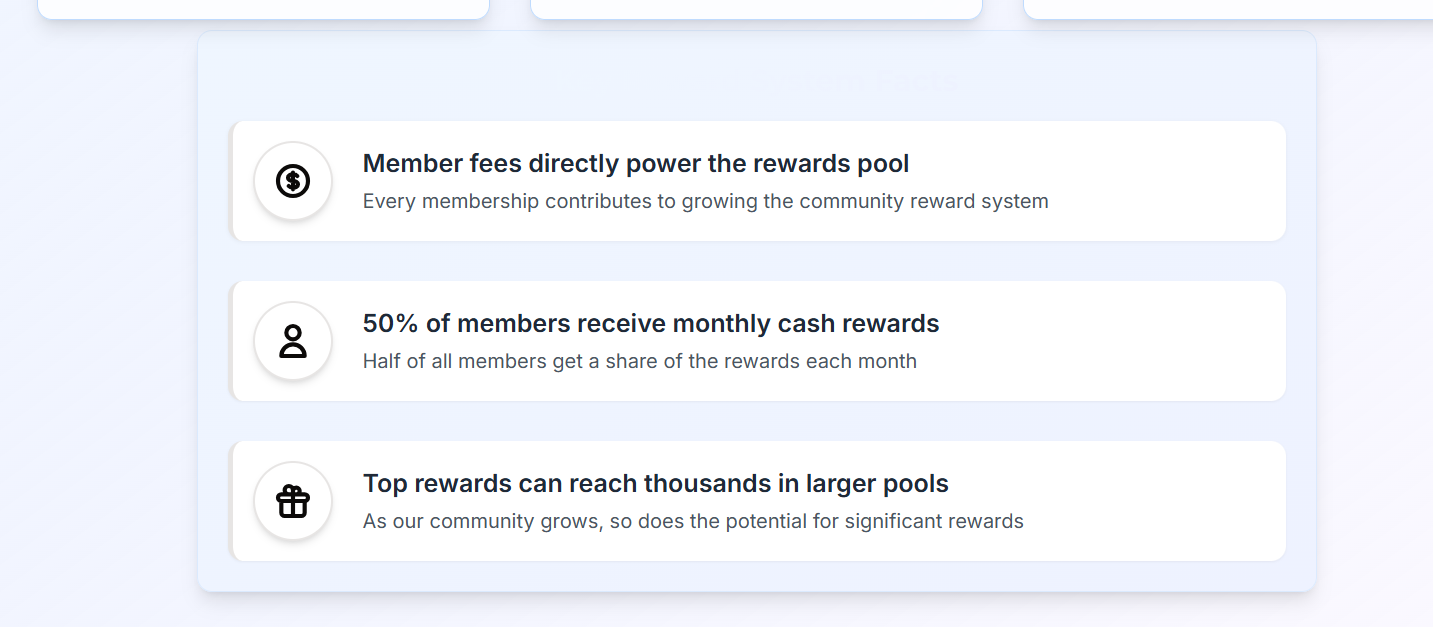 Member fees directly power the rewards pool
Every membership contributes to growing the community reward system
50% of members receive monthly cash rewards
Half of all members get a share of the rewards each month
Top rewards can reach thousands in larger pools
As our community grows, so does the potential for significant rewards